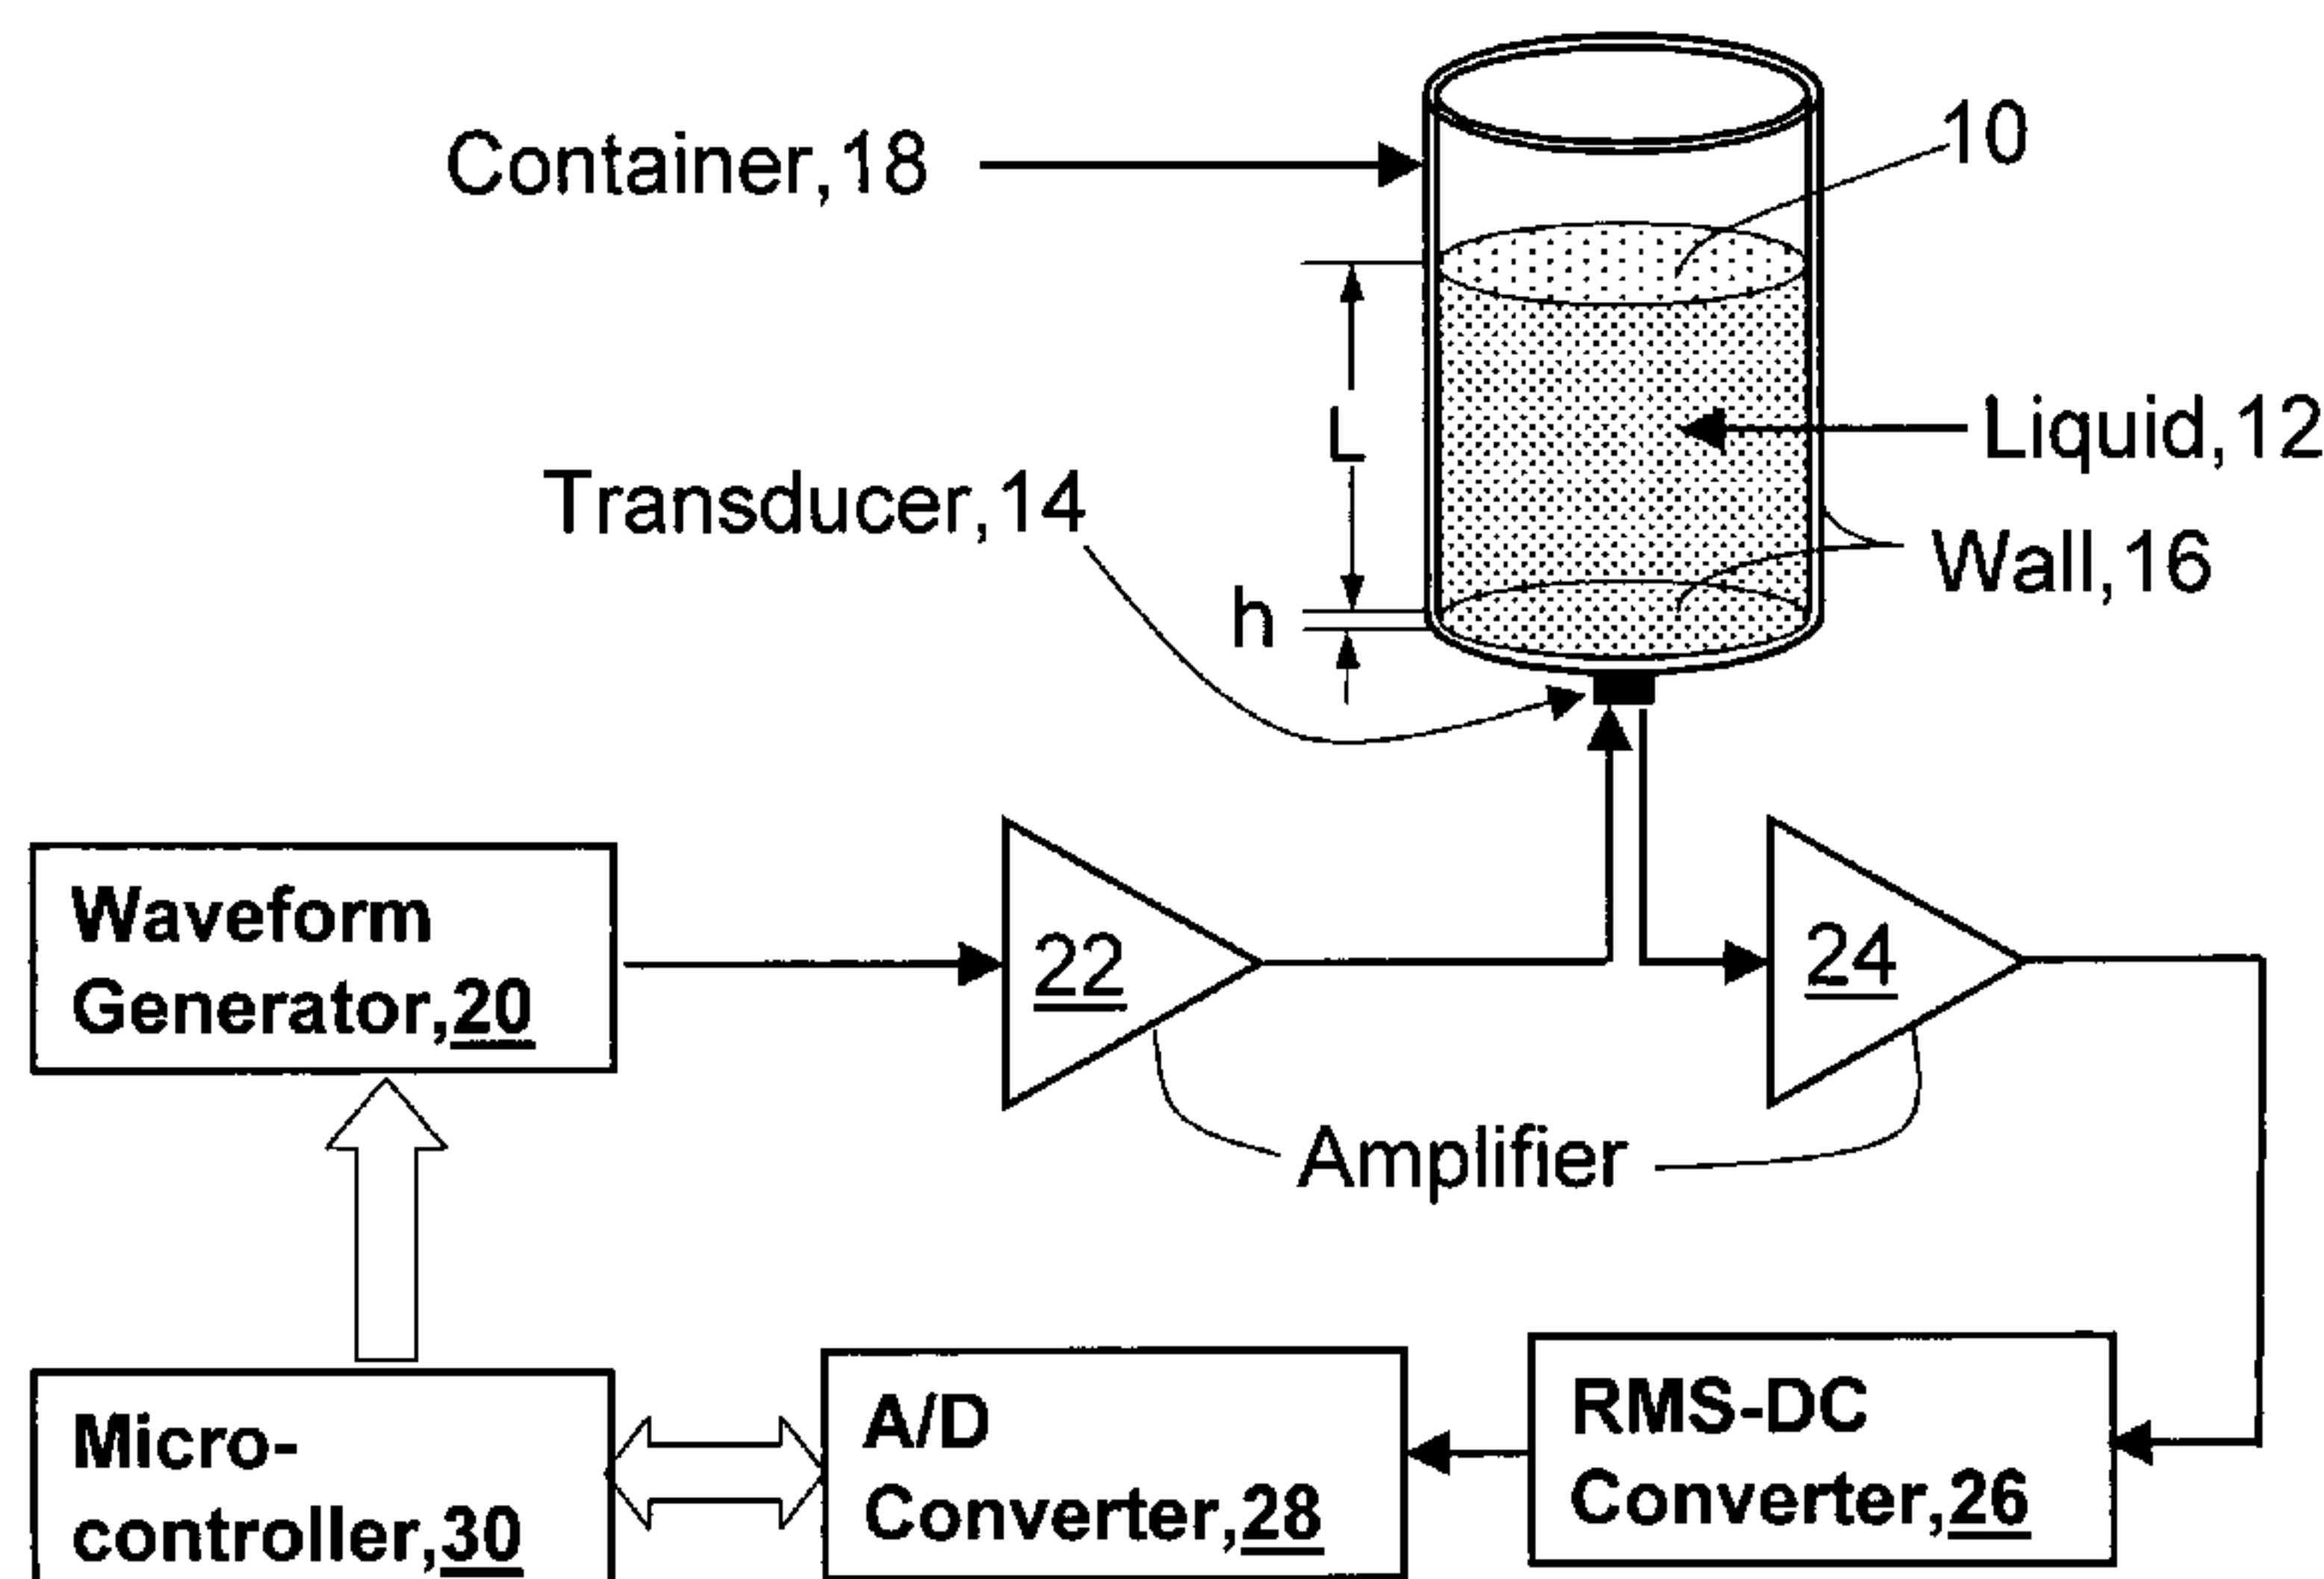 Container,18
10
L
Liquid,12
Transducer,14
Wall,16
h
Waveform
Generator,20
22
24
Amplifier
Micro-
controller,30
A/D
Converter,28
RMS-DC
Converter,26